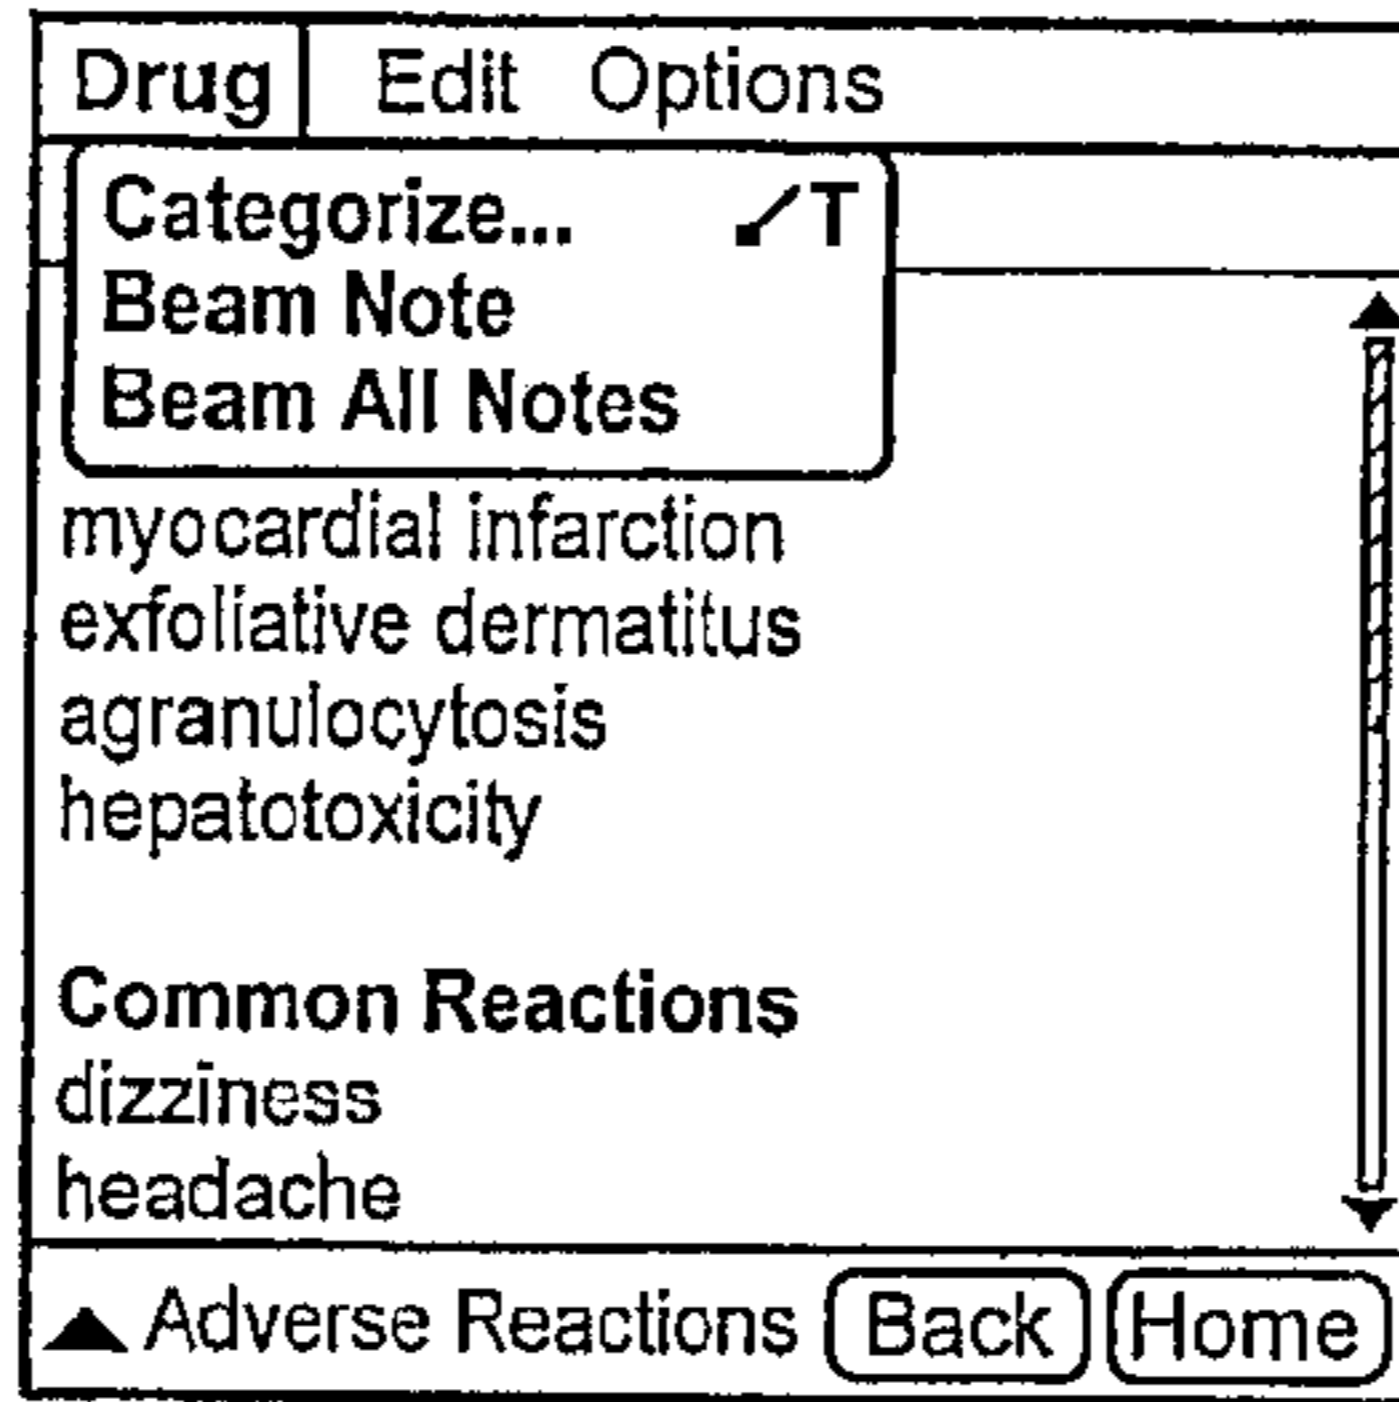 Drug Edit Options
Categorize... T
Beam Note
Beam All Notes
myocardial infarction
exfoliative dermatitus
agranulocytosis
hepatotoxicity
Common Reactions
dizziness
headache
Adverse Reactions Back Home